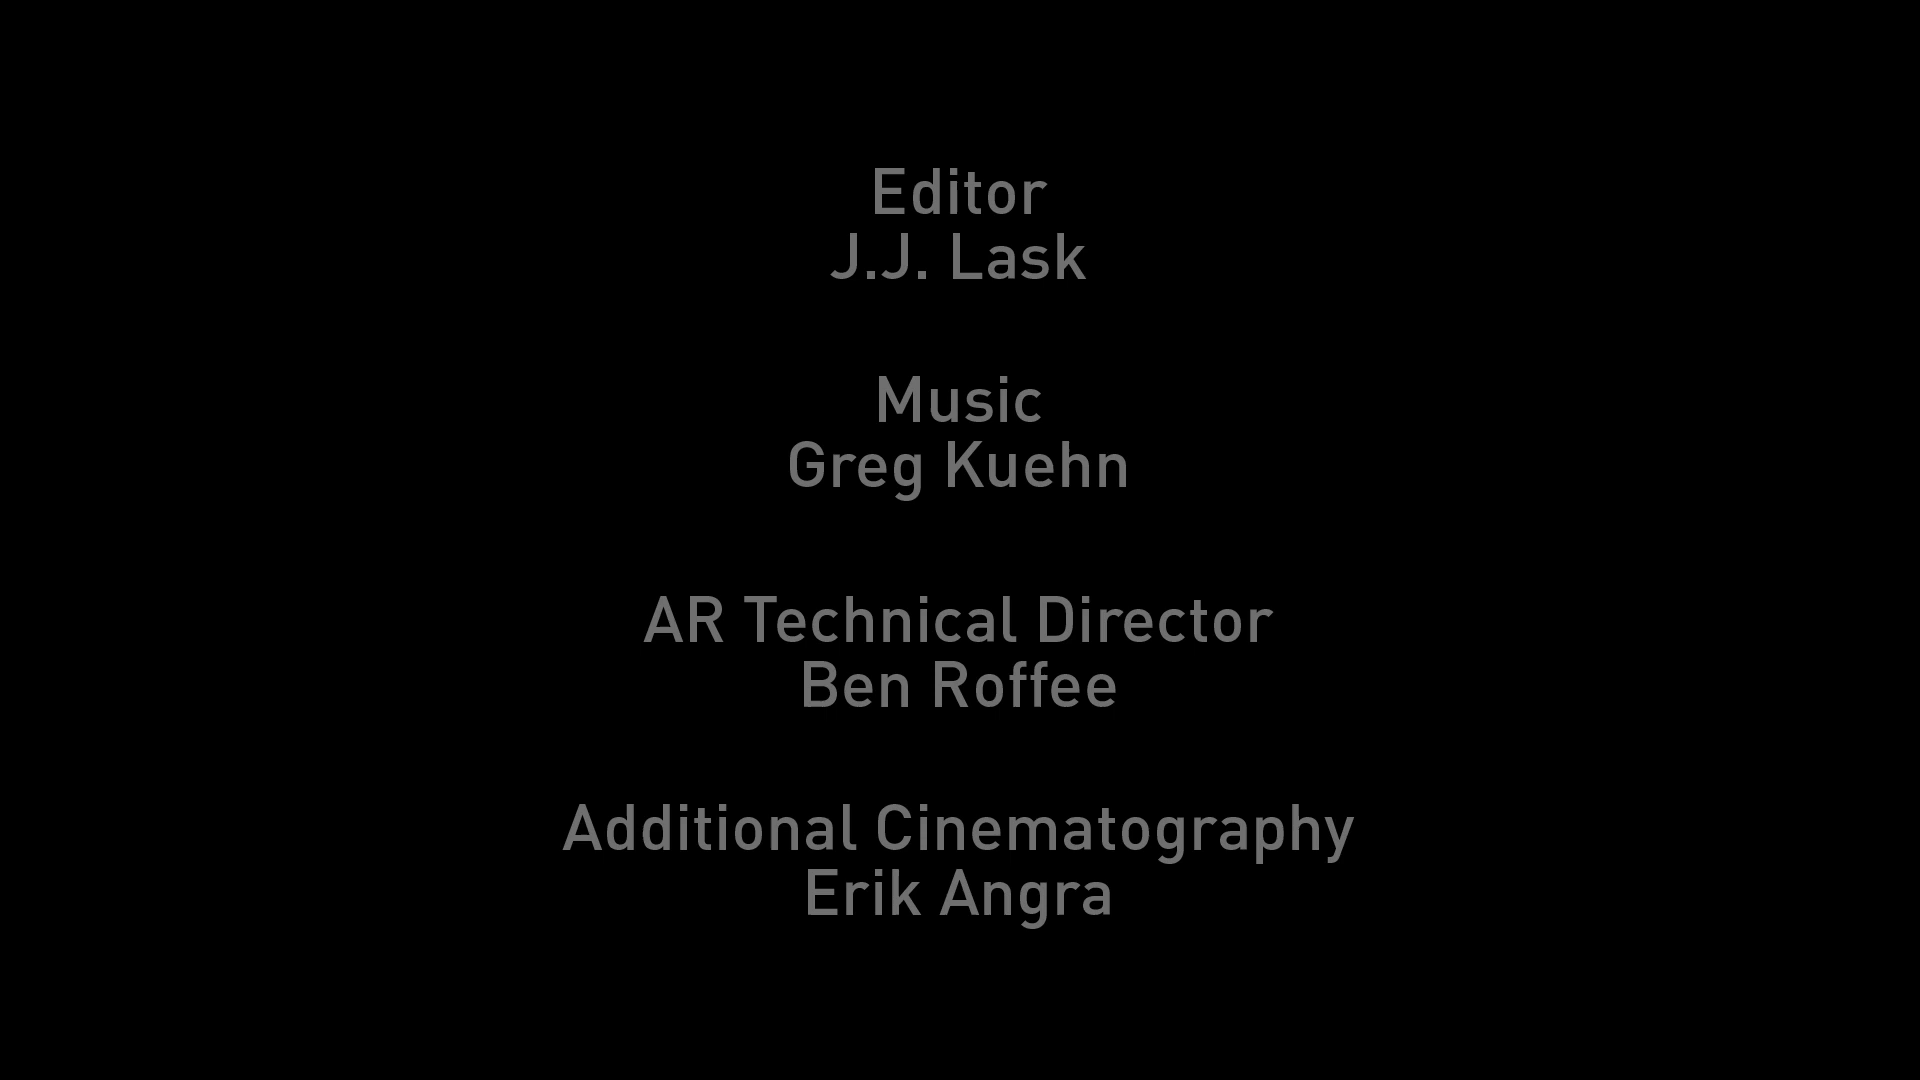 Editor
J.J. Lask
Music
Greg Kuehn
AR Technical Director
Ben Roffee
Additional Cinematography
Erik Angra